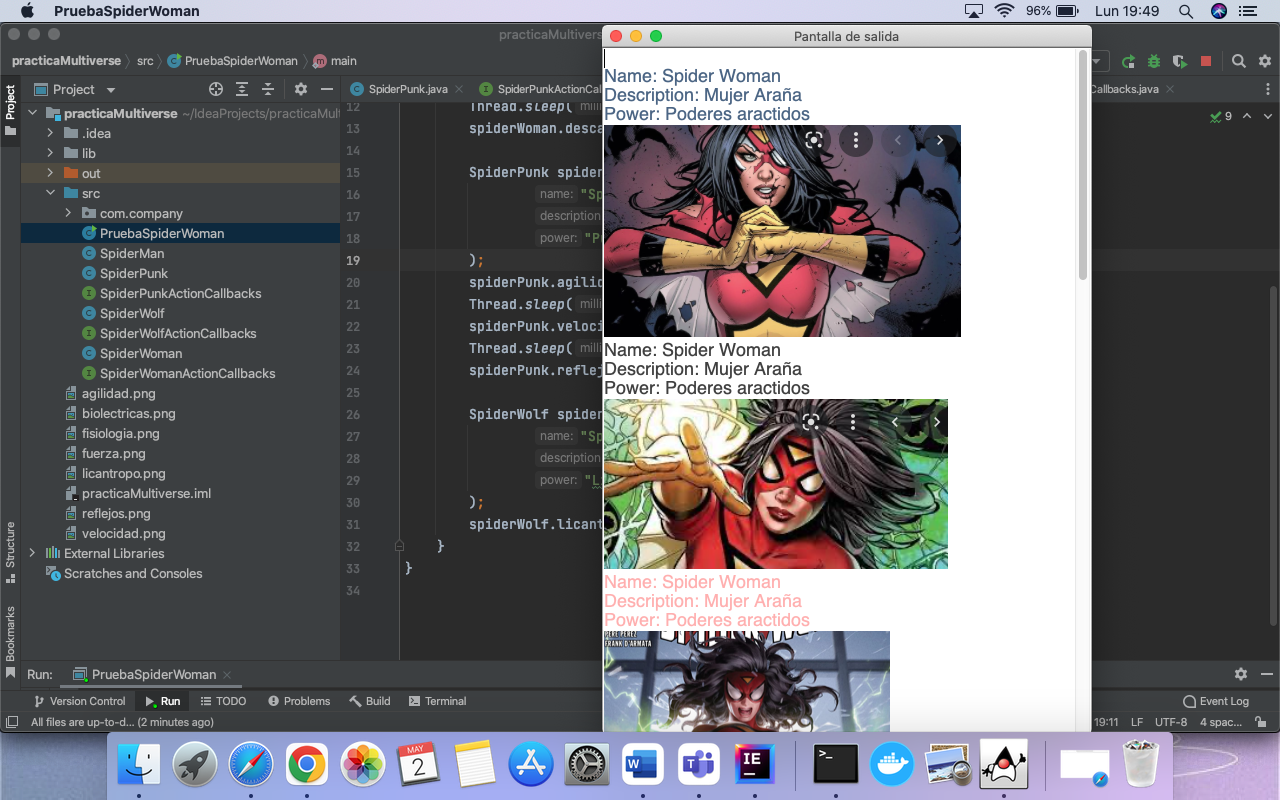 PruebaSpiderWoman
96%
Lun 19:49
practicaMultiverse
Pantalla de salida
practicaMultiverse
src
PruebaSpiderWoman
main
Project
Project
SpiderPunk.java
SpiderPunkActionCal
Callbacks.java
practicaMultiverse ~/IdeaProjects/practicaMult
.idea
lib
out
src
com.company
PruebaSpiderWoman
SpiderMan
SpiderPunk
SpiderPunkActionCallbacks
SpiderWolf
SpiderWolfActionCallbacks
SpiderWoman
SpiderWomanActionCallbacks
agilidad.png
biolectricas.png
fisiologia.png
fuerza.png
licantropo.png
practicaMultiverse.iml
reflejos.png
velocidad.png
External Libraries
Scratches and Consoles
Structure
Bookmarks
9
12 Thread.sleep( milli
13 spiderWoman.desca
14
15 SpiderPunk spider
16 name: "Sp
17 description
18 power: "P
19 );
20 spiderPunk.agilid
21 Thread.sleep( milli
22 spiderPunk.veloci
23 Thread.sleep( milli
24 spiderPunk.reflej
25
26 SpiderWolf spider
27 name: "Sp
28 description
29 power: "L
30 );
31 spiderWolf.licant
32 }
33 }
34
Name: Spider Woman
Description: Mujer Araña
Power: Poderes aractidos
Name: Spider Woman
Description: Mujer Araña
Power: Poderes aractidos
Name: Spider Woman
Description: Mujer Araña
Power: Poderes aractidos
PERE PÉREZ
FRANK D'ARMATA
Run:
PruebaSpiderWoman
Version Control
Run
TODO
Problems
Build
Terminal
Event Log
All files are up-to-d... (2 minutes ago)
19:11
LF
UTF-8
4 spac...
MAY
2
W
T
IE
>_